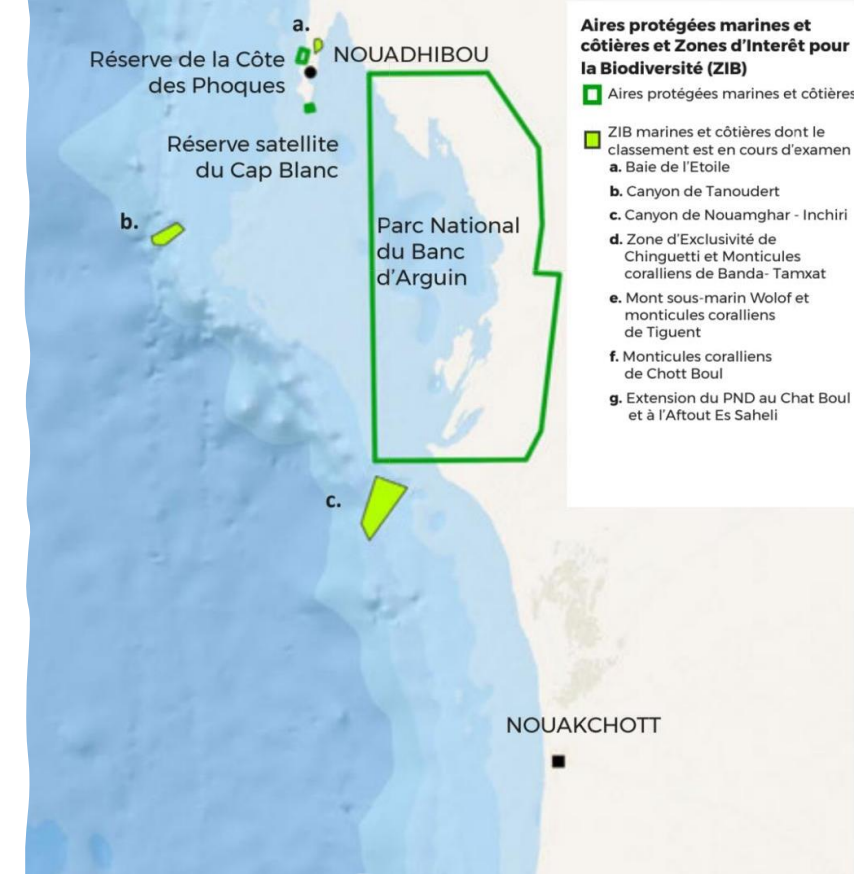 a.
Réserve de la Côte
des Phoques
NOUADHIBOU
Réserve satellite
du Cap Blanc
b.
Parc National
du Banc
d'Arguin
c.
NOUAKCHOTT
Aires protégées marines et
côtières et Zones d'Interêt pour
la Biodiversité (ZIB)
Aires protégées marines et côtières
ZIB marines et côtières dont le
classement est en cours d'examen
a. Baie de l'Etoile
b. Canyon de Tanoudert
c. Canyon de Nouamghar - Inchiri
d. Zone d'Exclusivité de
Chinguetti et Monticules
coralliens de Banda- Tamxat
e. Mont sous-marin Wolof et
monticules coralliens
de Tiguent
f. Monticules coralliens
de Chott Boul
g. Extension du PND au Chat Boul
et à l'Aftout Es Saheli